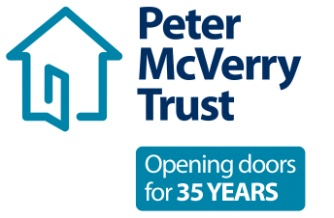 Peter
McVerry
Trust
Opening doors
for 35 YEARS